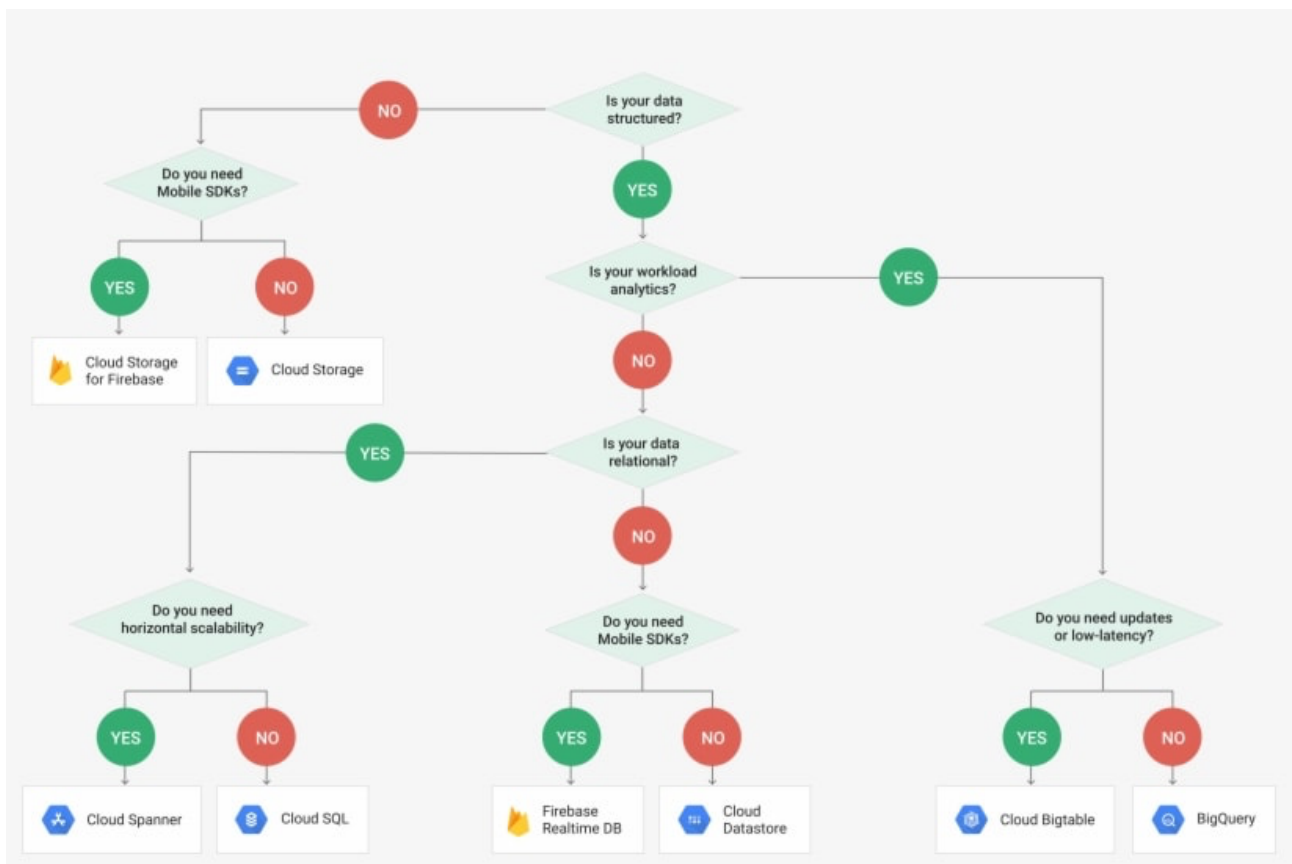 Is your data
structured?
NO
YES
Do you need
Mobile SDKs?
YES
NO
Cloud Storage
for Firebase
Cloud Storage
Is your workload
analytics?
YES
NO
Is your data
relational?
YES
NO
Do you need
horizontal scalability?
YES
NO
Cloud Spanner
Cloud SQL
Do you need
Mobile SDKs?
YES
NO
Firebase
Realtime DB
Cloud
Datastore
Do you need updates
or low-latency?
YES
NO
Cloud Bigtable
BigQuery